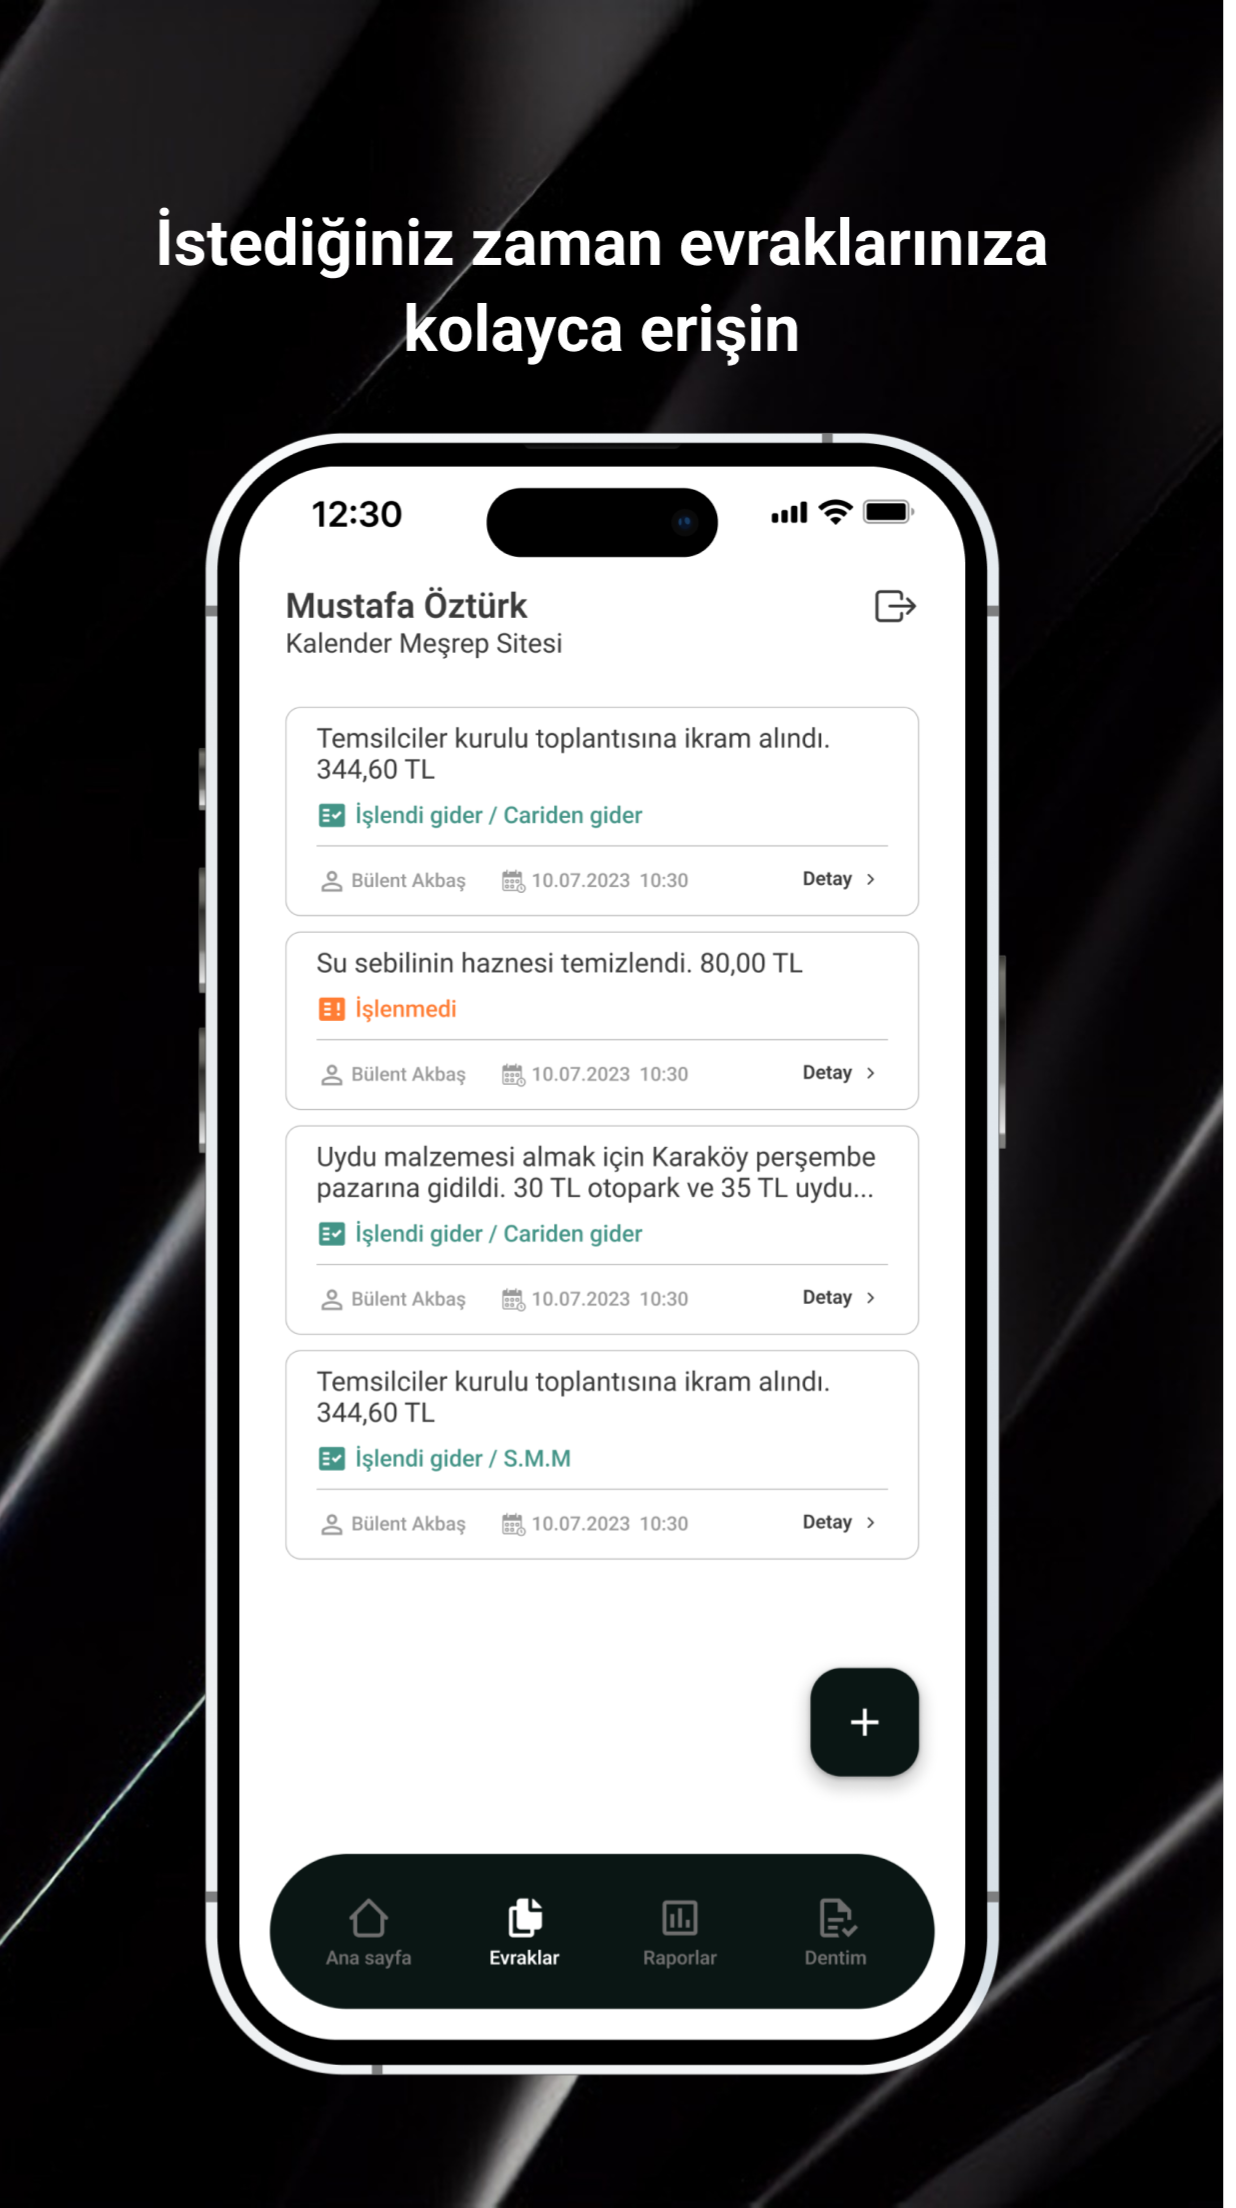 İstediğiniz zaman evraklarınıza
kolayca erişin
12:30
Mustafa Öztürk
Kalender Meşrep Sitesi
Temsilciler kurulu toplantısına ikram alındı.
344,60 TL
İşlendi gider / Cariden gider
Bülent Akbaş 10.07.2023 10:30 Detay >
Su sebilinin haznesi temizlendi. 80,00 TL
İşlenmedi
Bülent Akbaş 10.07.2023 10:30 Detay >
Uydu malzemesi almak için Karaköy perşembe
pazarına gidildi. 30 TL otopark ve 35 TL uydu...
İşlendi gider / Cariden gider
Bülent Akbaş 10.07.2023 10:30 Detay >
Temsilciler kurulu toplantısına ikram alındı.
344,60 TL
İşlendi gider / S.M.M
Bülent Akbaş 10.07.2023 10:30 Detay >
Ana sayfa Evraklar Raporlar Dentim